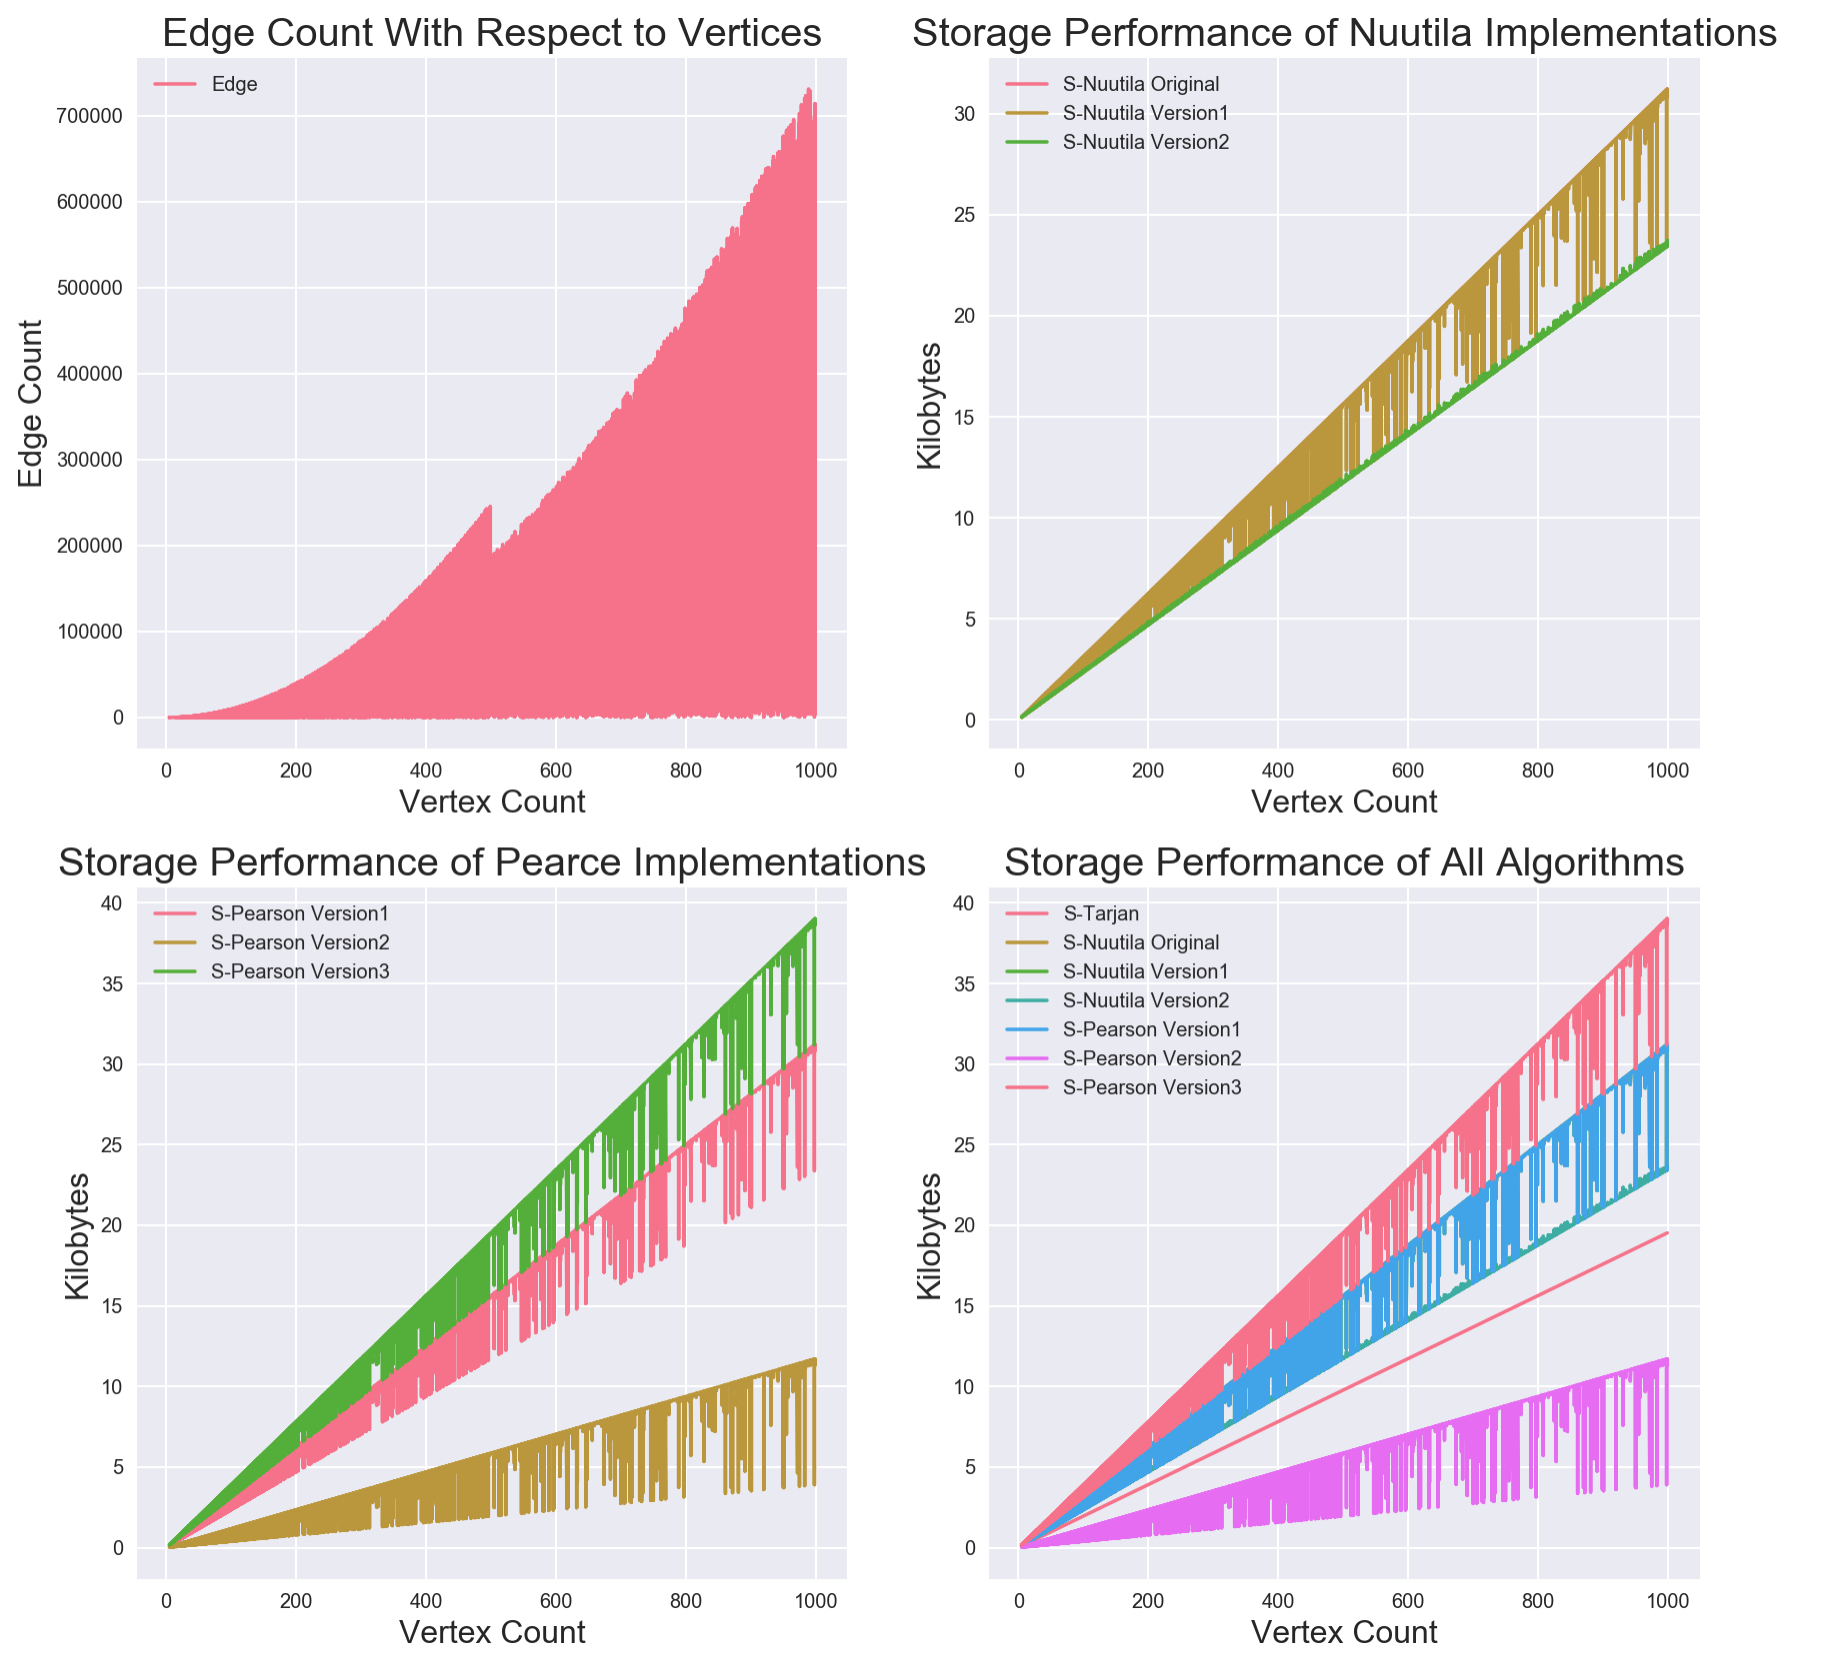 Edge Count With Respect to Vertices
Edge
700000
600000
500000
400000
300000
200000
100000
0
Edge Count
0 200 400 600 800 1000
Vertex Count
Storage Performance of Nuutila Implementations
S-Nuutila Original
S-Nuutila Version1
S-Nuutila Version2
30
25
20
15
10
5
0
Kilobytes
0 200 400 600 800 1000
Vertex Count
Storage Performance of Pearce Implementations
S-Pearson Version1
S-Pearson Version2
S-Pearson Version3
40
35
30
25
20
15
10
5
0
Kilobytes
0 200 400 600 800 1000
Vertex Count
Storage Performance of All Algorithms
S-Tarjan
S-Nuutila Original
S-Nuutila Version1
S-Nuutila Version2
S-Pearson Version1
S-Pearson Version2
S-Pearson Version3
40
35
30
25
20
15
10
5
0
Kilobytes
0 200 400 600 800 1000
Vertex Count